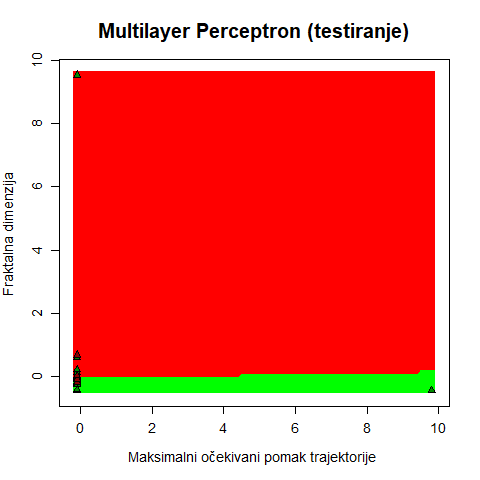 Multilayer Perceptron (testiranje)
Fraktalna dimenzija
10
8
6
4
2
0
0 2 4 6 8 10
Maksimalni očekivani pomak trajektorije